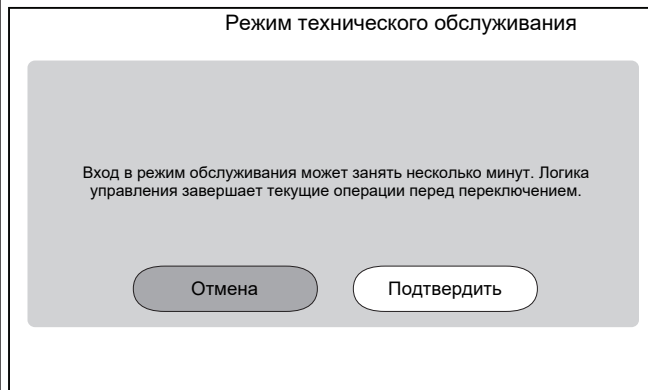 Режим технического обслуживания
Вход в режим обслуживания может занять несколько минут. Логика
управления завершает текущие операции перед переключением.
Отмена
Подтвердить